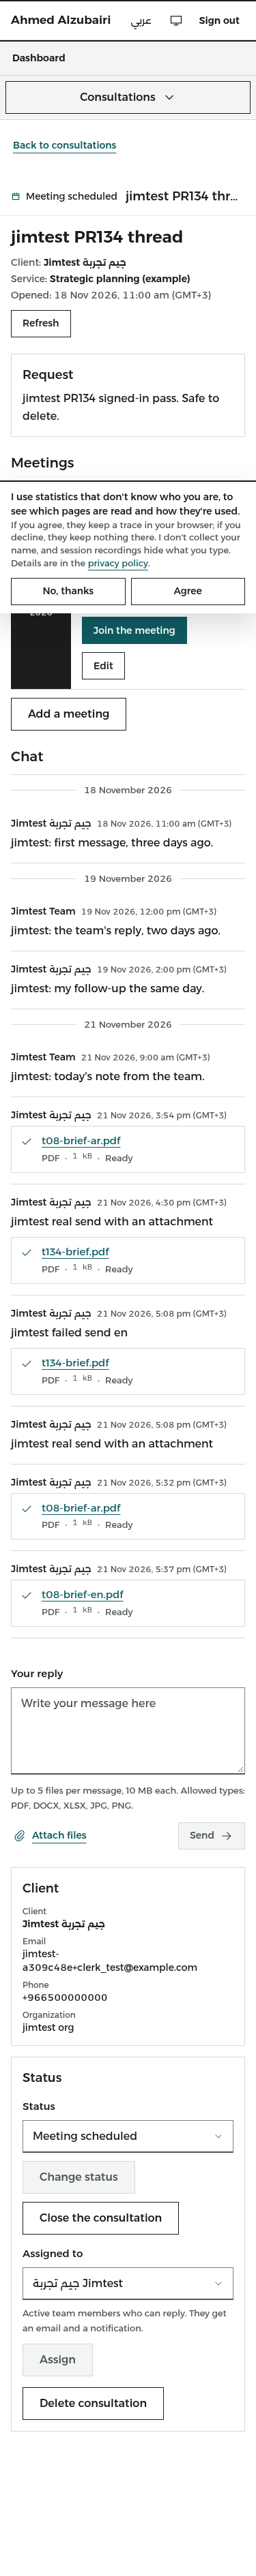 Ahmed Alzubairi عربي Sign out
Dashboard
Consultations
Back to consultations
Meeting scheduled jimtest PR134 thr...
jimtest PR134 thread
Client: Jimtest جيم تجربة
Service: Strategic planning (example)
Opened: 18 Nov 2026, 11:00 am (GMT+3)
Refresh
Request
jimtest PR134 signed-in pass. Safe to
delete.
Meetings
I use statistics that don't know who you are, to
see which pages are read and how they're used.
If you agree, they keep a trace in your browser; if you
decline, they keep nothing there. I don't collect your
name, and session recordings hide what you type.
Details are in the privacy policy.
No, thanks Agree
Join the meeting
Edit
Add a meeting
Chat
18 November 2026
Jimtest جيم تجربة 18 Nov 2026, 11:00 am (GMT+3)
jimtest: first message, three days ago.
19 November 2026
Jimtest Team 19 Nov 2026, 12:00 pm (GMT+3)
jimtest: the team's reply, two days ago.
Jimtest جيم تجربة 19 Nov 2026, 2:00 pm (GMT+3)
jimtest: my follow-up the same day.
21 November 2026
Jimtest Team 21 Nov 2026, 9:00 am (GMT+3)
jimtest: today's note from the team.
Jimtest جيم تجربة 21 Nov 2026, 3:54 pm (GMT+3)
t08-brief-ar.pdf
PDF · 1 kB · Ready
Jimtest جيم تجربة 21 Nov 2026, 4:30 pm (GMT+3)
jimtest real send with an attachment
t134-brief.pdf
PDF · 1 kB · Ready
Jimtest جيم تجربة 21 Nov 2026, 5:08 pm (GMT+3)
jimtest failed send en
t134-brief.pdf
PDF · 1 kB · Ready
Jimtest جيم تجربة 21 Nov 2026, 5:08 pm (GMT+3)
jimtest real send with an attachment
Jimtest جيم تجربة 21 Nov 2026, 5:32 pm (GMT+3)
t08-brief-ar.pdf
PDF · 1 kB · Ready
Jimtest جيم تجربة 21 Nov 2026, 5:37 pm (GMT+3)
t08-brief-en.pdf
PDF · 1 kB · Ready
Your reply
Write your message here
Up to 5 files per message, 10 MB each. Allowed types:
PDF, DOCX, XLSX, JPG, PNG.
Attach files Send
Client
Client
Jimtest جيم تجربة
Email
jimtest-
a309c48e+clerk_test@example.com
Phone
+966500000000
Organization
jimtest org
Status
Status
Meeting scheduled
Change status
Close the consultation
Assigned to
جيم تجربة Jimtest
Active team members who can reply. They get
an email and a notification.
Assign
Delete consultation